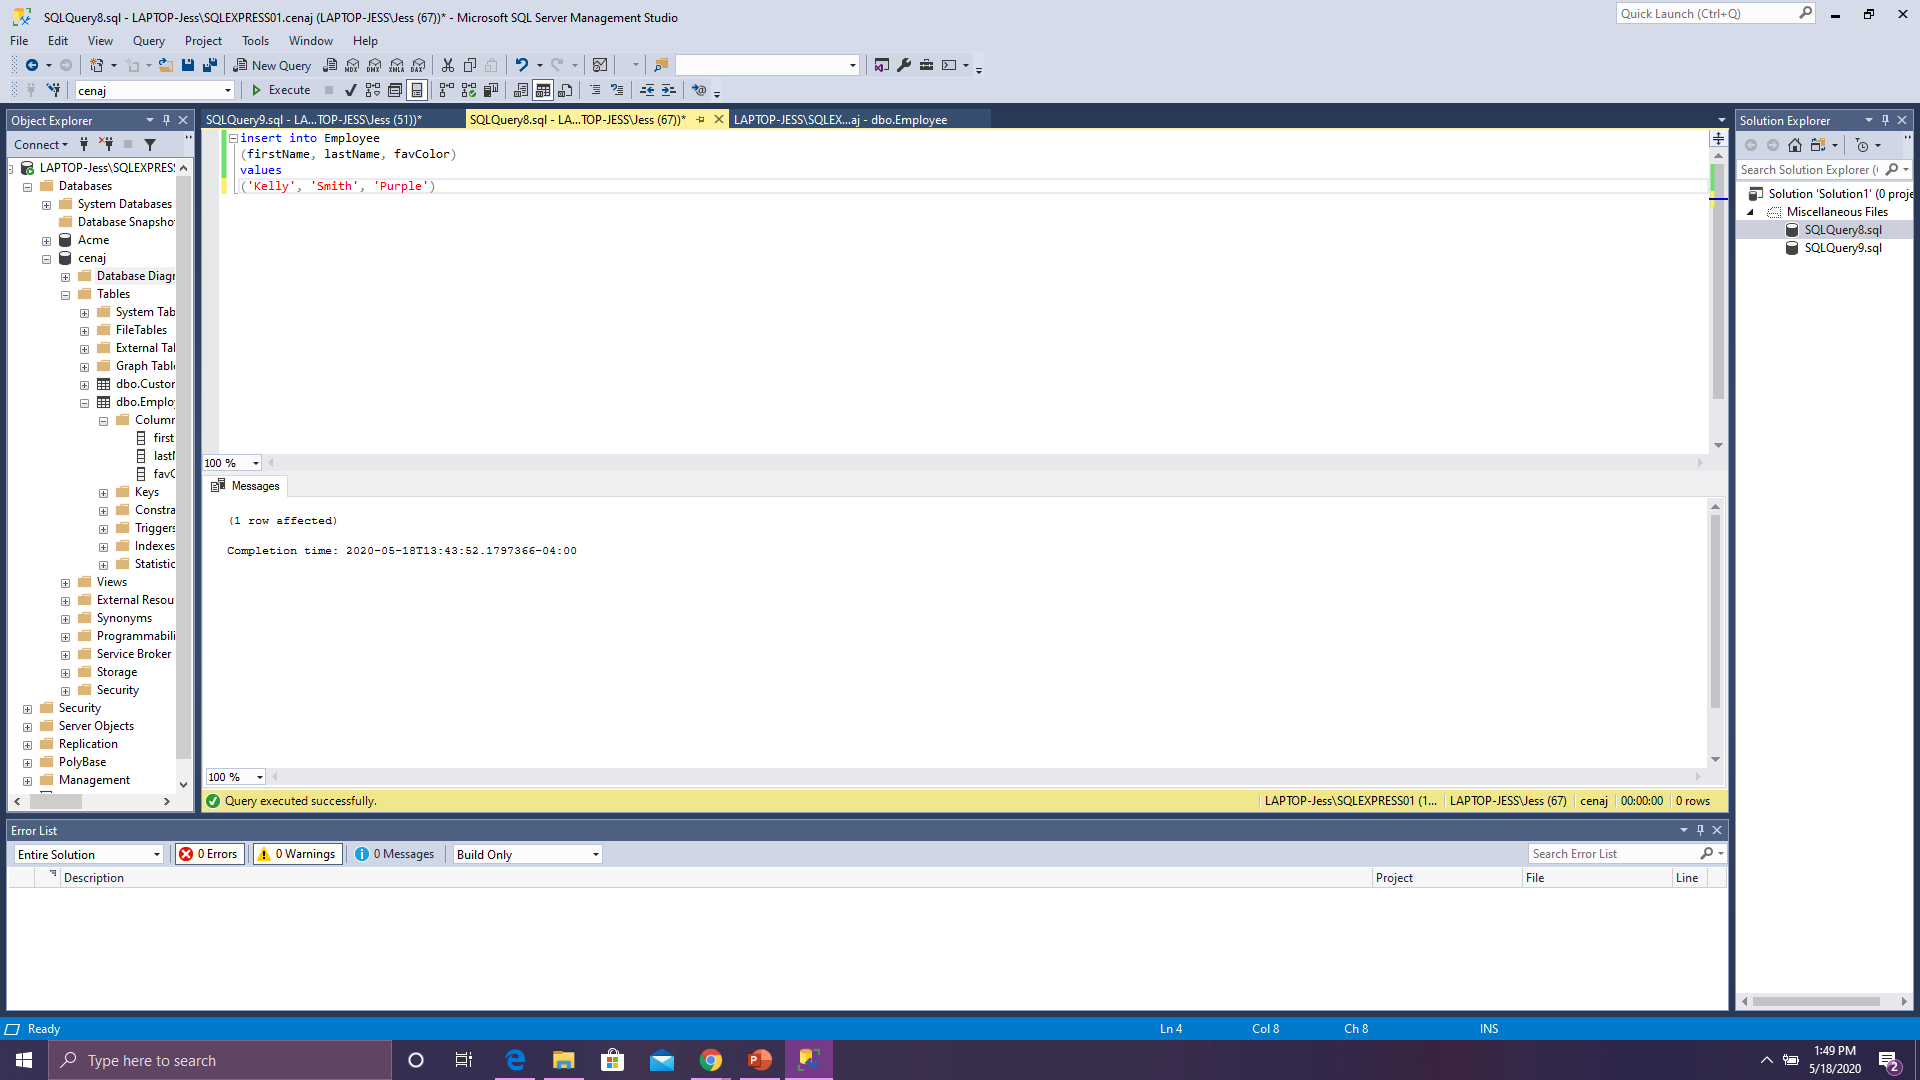 SQLQuery8.sql - LAPTOP-Jess\SQLEXPRESS01.cenaj (LAPTOP-JESS\Jess (67))* - Microsoft SQL Server Management Studio
Quick Launch (Ctrl+Q)
File Edit View Query Project Tools Window Help
New Query
MDX DMX XMLA DAX
cenaj
Execute
Object Explorer
Connect
LAPTOP-Jess\SQLEXPRES
Databases
System Databases
Database Snapsho
Acme
cenaj
Database Diagr
Tables
System Tab
FileTables
External Tal
Graph Table
dbo.Custor
dbo.Emplo
Column
first
lastN
favC
Keys
Constra
Triggers
Indexes
Statistic
Views
External Resou
Synonyms
Programmabili
Service Broker
Storage
Security
Security
Server Objects
Replication
PolyBase
Management
SQLQuery9.sql - LA...TOP-JESS\Jess (51))*
SQLQuery8.sql - LA...TOP-JESS\Jess (67))*
LAPTOP-JESS\SQLEX...aj - dbo.Employee
insert into Employee
(firstName, lastName, favColor)
values
('Kelly', 'Smith', 'Purple')
100 %
Messages
(1 row affected)
Completion time: 2020-05-18T13:43:52.1797366-04:00
100 %
Query executed successfully.
LAPTOP-Jess\SQLEXPRESS01 (1... LAPTOP-JESS\Jess (67) cenaj 00:00:00 0 rows
Solution Explorer
Search Solution Explorer (
Solution 'Solution1' (0 proje
Miscellaneous Files
SQLQuery8.sql
SQLQuery9.sql
Error List
Entire Solution 0 Errors 0 Warnings 0 Messages Build Only
Search Error List
Description Project File Line
Ready Ln 4 Col 8 Ch 8 INS
Type here to search
1:49 PM
5/18/2020
2